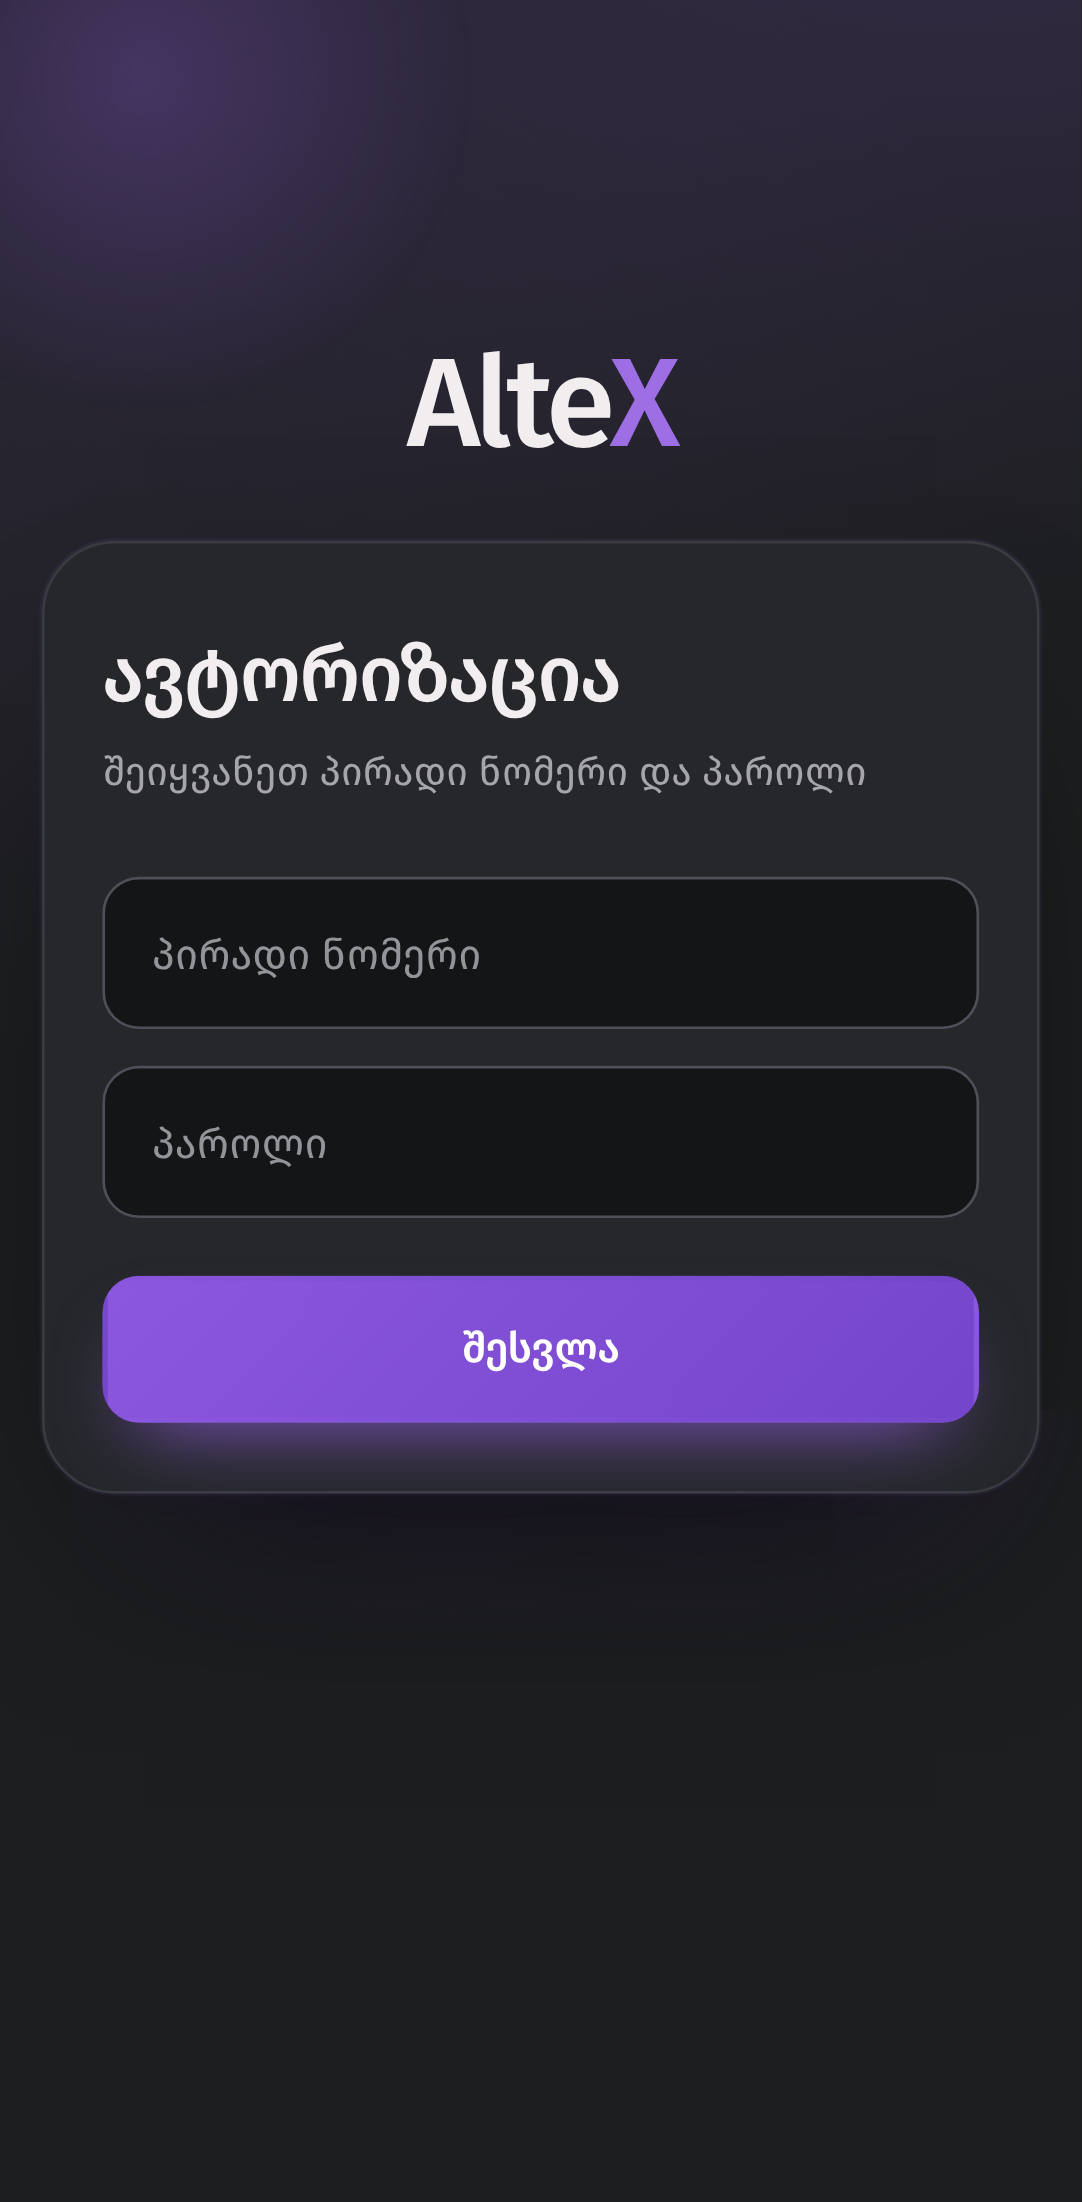 AlteX
ავტორიზაცია
შეიყვანეთ პირადი ნომერი და პაროლი
პირადი ნომერი
პაროლი
შესვლა